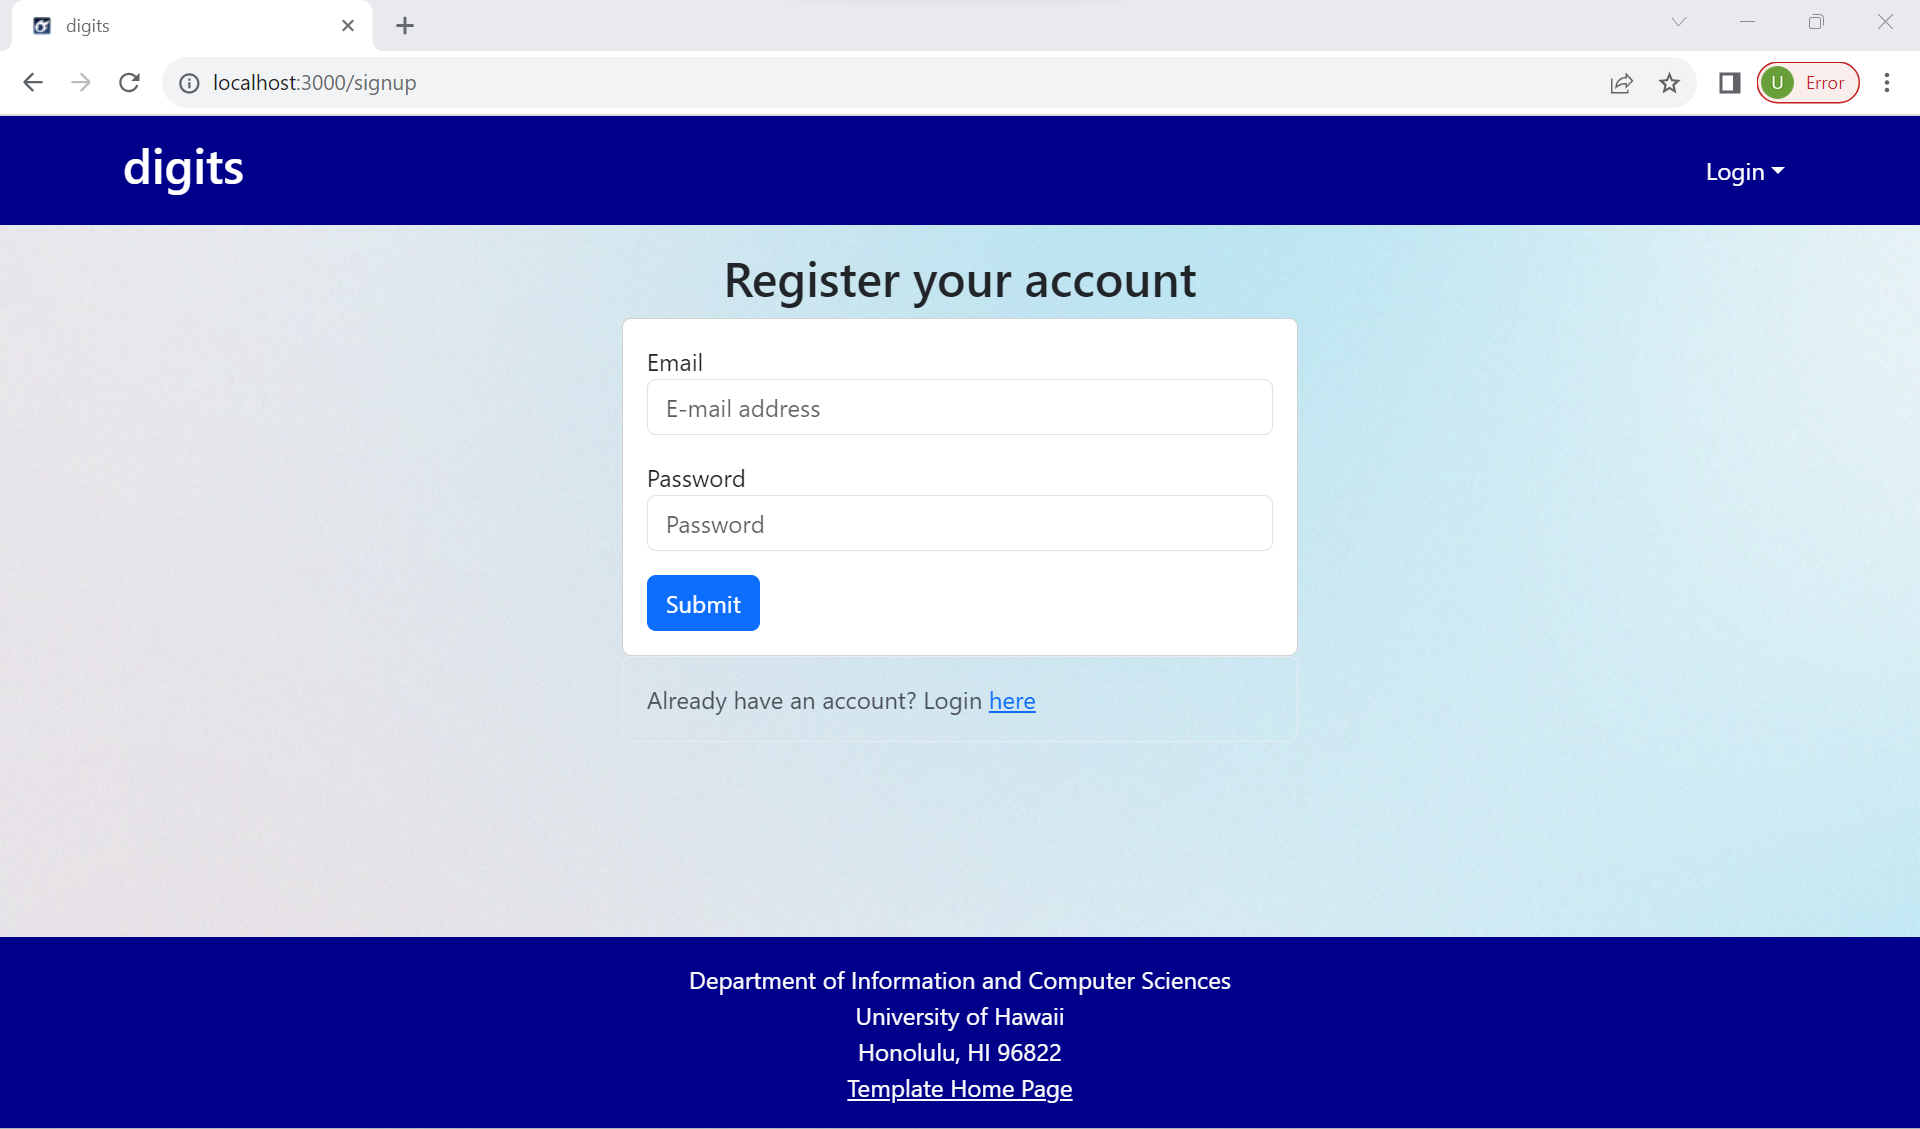 digits
localhost:3000/signup
U Error
digits
Login
Register your account
Email
E-mail address
Password
Password
Submit
Already have an account? Login here
Department of Information and Computer Sciences
University of Hawaii
Honolulu, HI 96822
Template Home Page